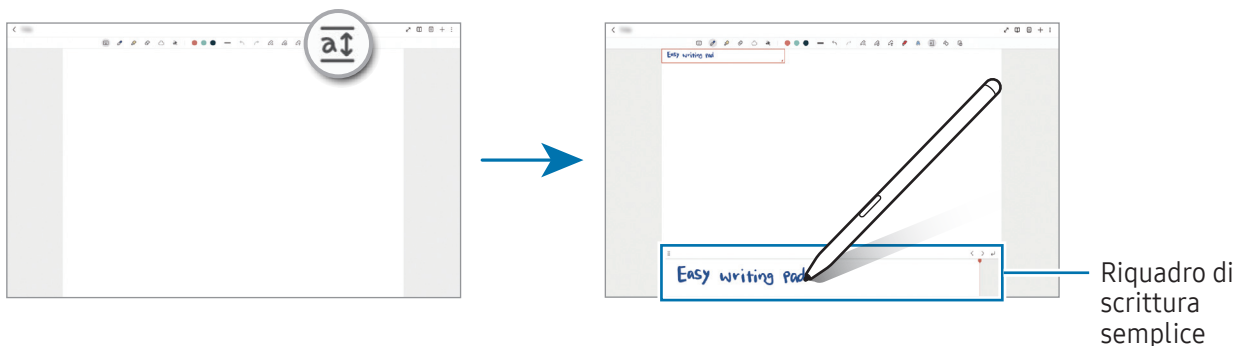 a
Easy writing pad
Easy writing pad
Riquadro di
scrittura
semplice